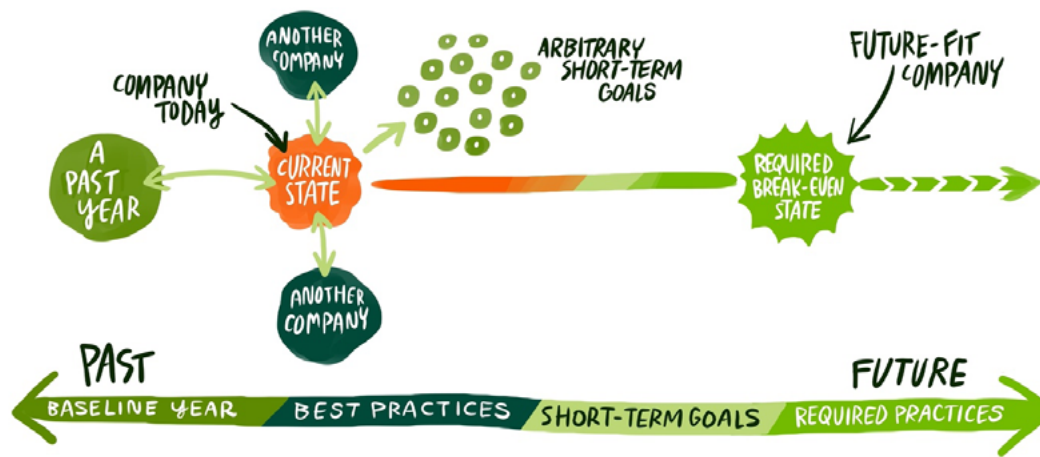 ANOTHER
COMPANY
ARBITRARY
SHORT-TERM
GOALS
FUTURE-FIT
COMPANY
COMPANY
TODAY
A
PAST
YEAR
CURRENT
STATE
REQUIRED
BREAK-EVEN
STATE
ANOTHER
COMPANY
PAST
FUTURE
BASELINE YEAR
BEST PRACTICES
SHORT-TERM GOALS
REQUIRED PRACTICES